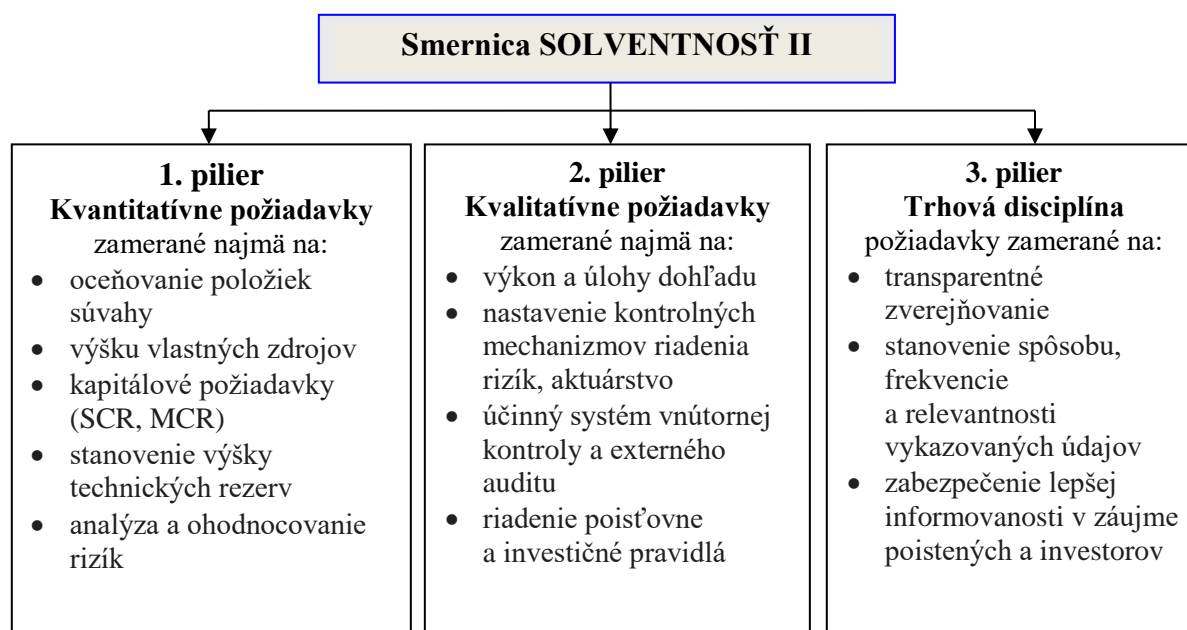 Smernica SOLVENTNOSŤ II
1. pilier
Kvantitatívne požiadavky
zamerané najmä na:
• oceňovanie položiek
súvahy
• výšku vlastných zdrojov
• kapitálové požiadavky
(SCR, MCR)
• stanovenie výšky
technických rezerv
• analýza a ohodnocovanie
rizík
2. pilier
Kvalitatívne požiadavky
zamerané najmä na:
• výkon a úlohy dohľadu
• nastavenie kontrolných
mechanizmov riadenia
rizík, aktuárstvo
• účinný systém vnútornej
kontroly a externého
auditu
• riadenie poisťovne
a investičné pravidlá
3. pilier
Trhová disciplína
požiadavky zamerané na:
• transparentné
zverejňovanie
• stanovenie spôsobu,
frekvencie
a relevantnosti
vykazovaných údajov
• zabezpečenie lepšej
informovanosti v záujme
poistených a investorov